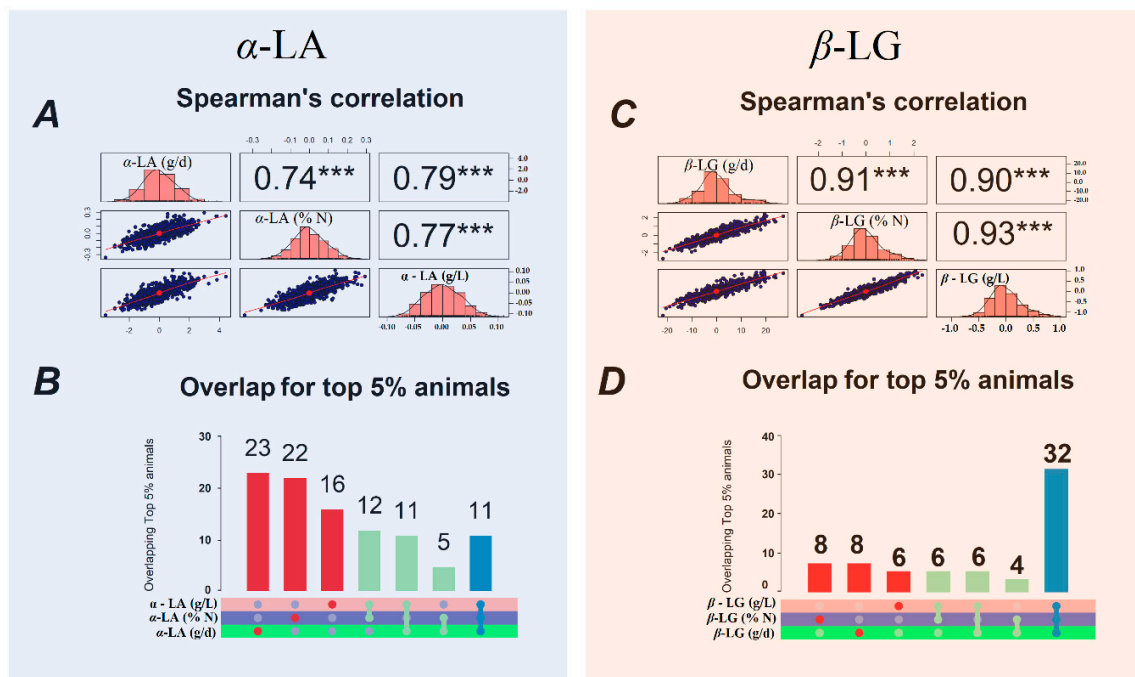 α-LA
A
Spearman's correlation
-0.3 -0.1 0.0 0.1 0.2 0.3
α-LA (g/d)
0.74***
0.79***
4.0
2.0
0.0
-2.0
0.3
0.0
-0.3
α-LA (% N)
0.77***
α - LA (g/L)
0.10
0.05
0.00
-0.10
-2 0 2 4
-0.10 -0.05 0.00 0.05 0.10
B
Overlap for top 5% animals
Overlapping Top 5% animals
30
20
10
0
23 22 16 12 11 5 11
α - LA (g/L)
α-LA (% N)
α-LA (g/d)
β-LG
C
Spearman's correlation
-2 -1 0 1 2
β-LG (g/d)
0.91***
0.90***
20.0
10.0
0.0
-10.0
-20.0
2
0
-2
β-LG (% N)
0.93***
β - LG (g/L)
1.0
0.5
0.0
-0.5
-1.0
-20 -10 0 10 20
-1.0 0.0 0.5 1.0
D
Overlap for top 5% animals
Overlapping Top 5% animals
40
30
20
10
0
8 8 6 6 6 4 32
β - LG (g/L)
β-LG (% N)
β-LG (g/d)